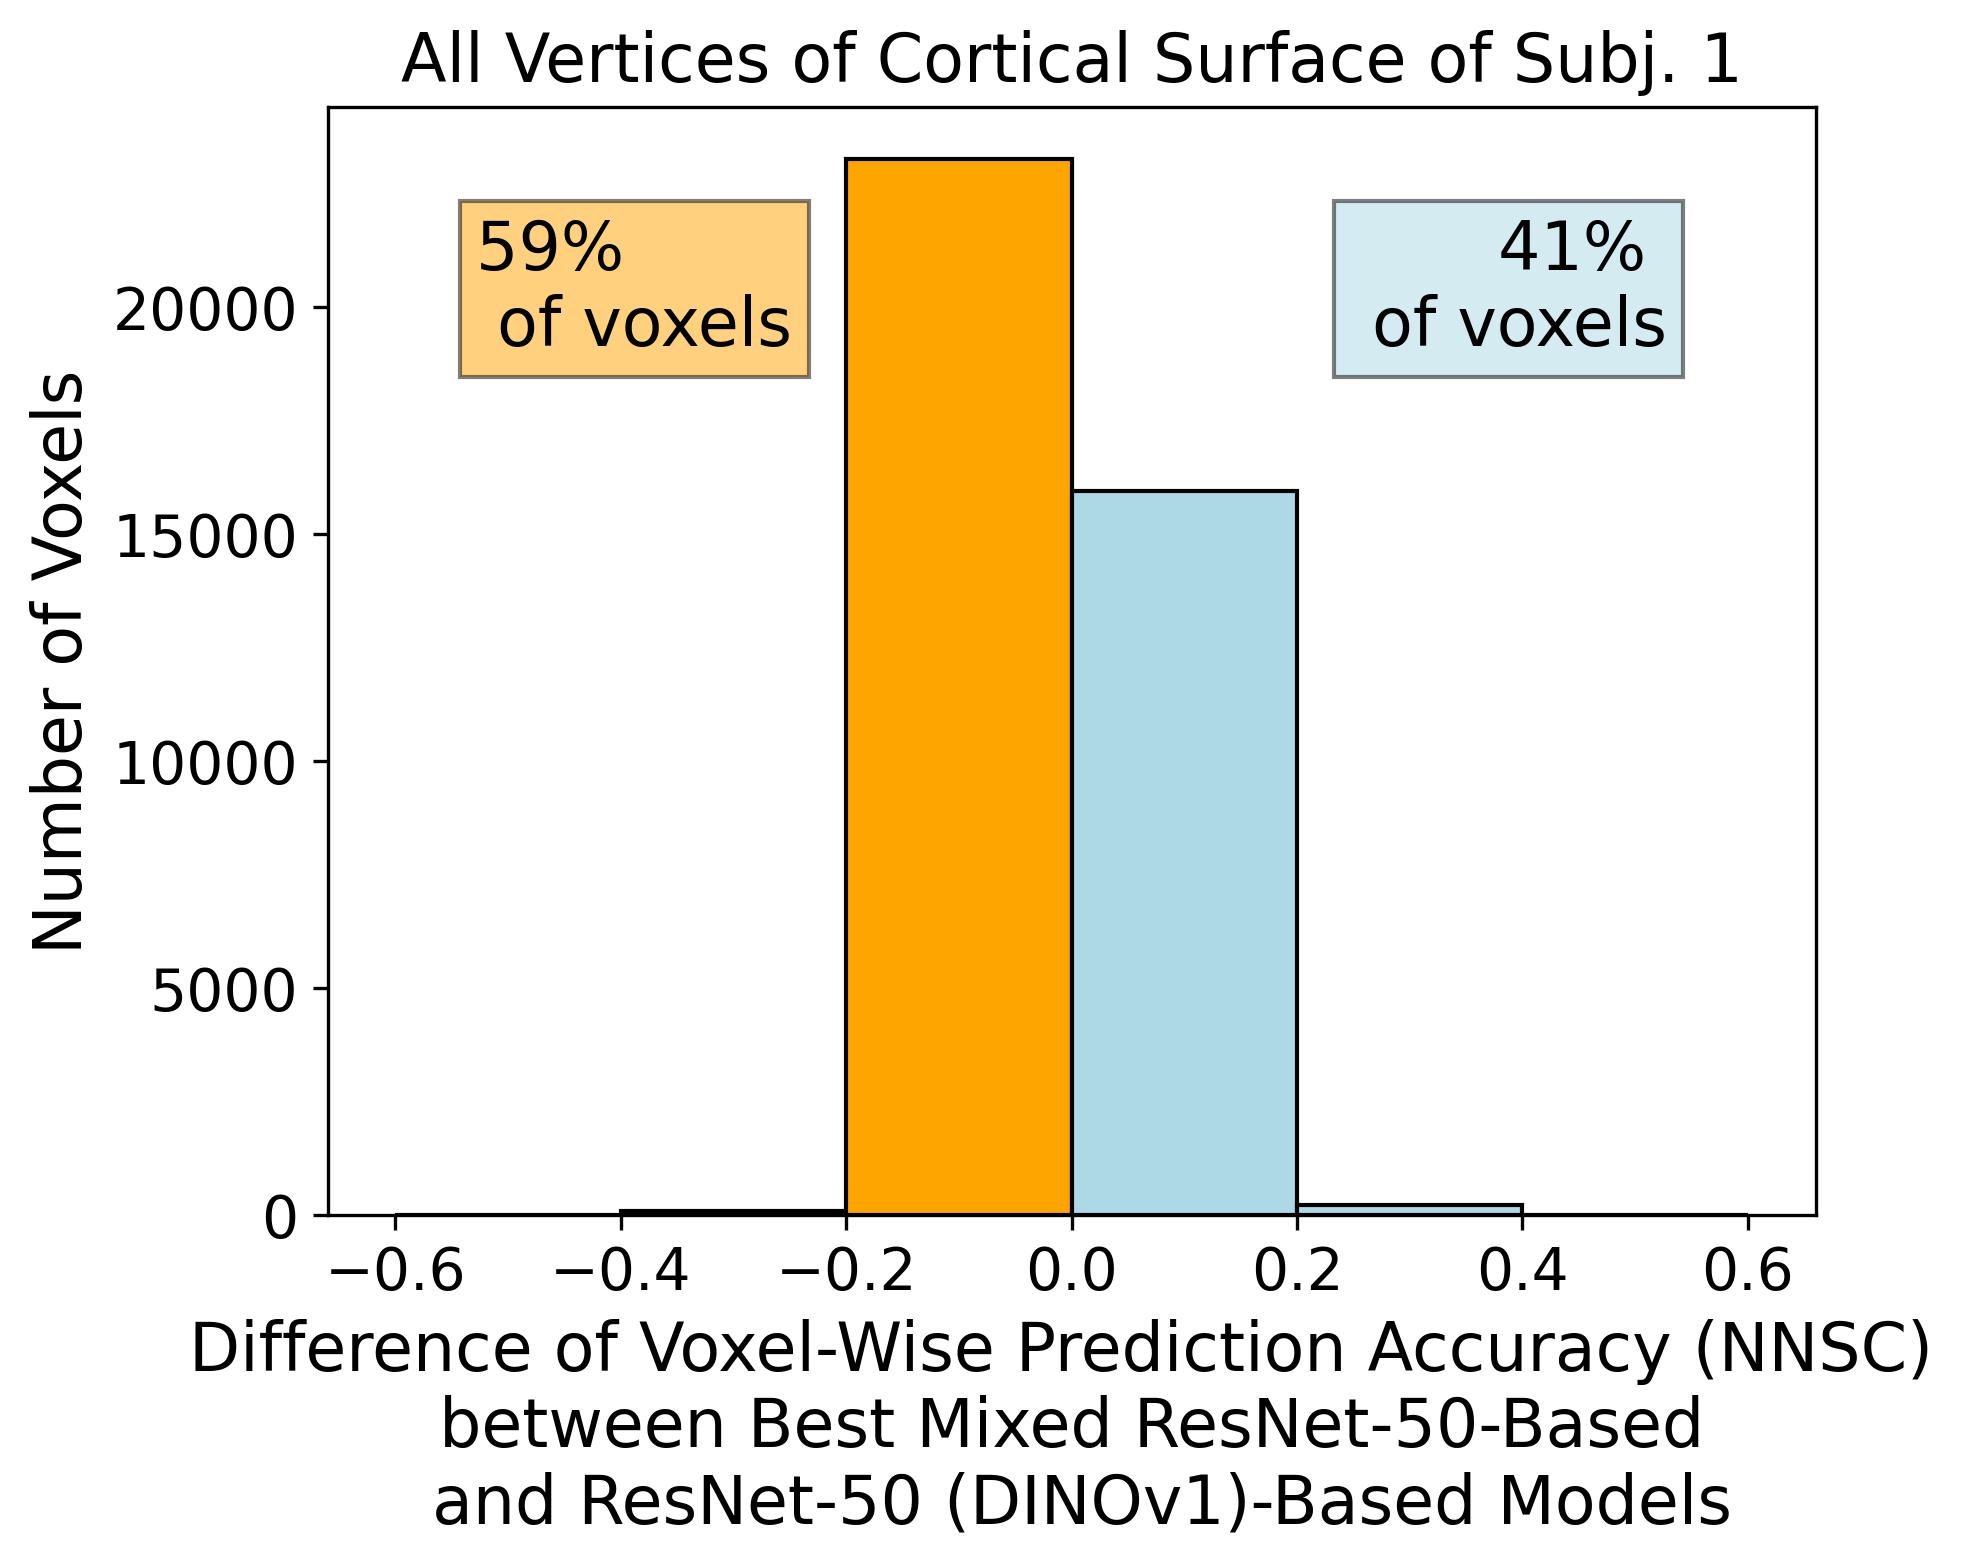 All Vertices of Cortical Surface of Subj. 1
59%
of voxels
41%
of voxels
Number of Voxels
20000
15000
10000
5000
0
−0.6 −0.4 −0.2 0.0 0.2 0.4 0.6
Difference of Voxel-Wise Prediction Accuracy (NNSC)
between Best Mixed ResNet-50-Based
and ResNet-50 (DINOv1)-Based Models